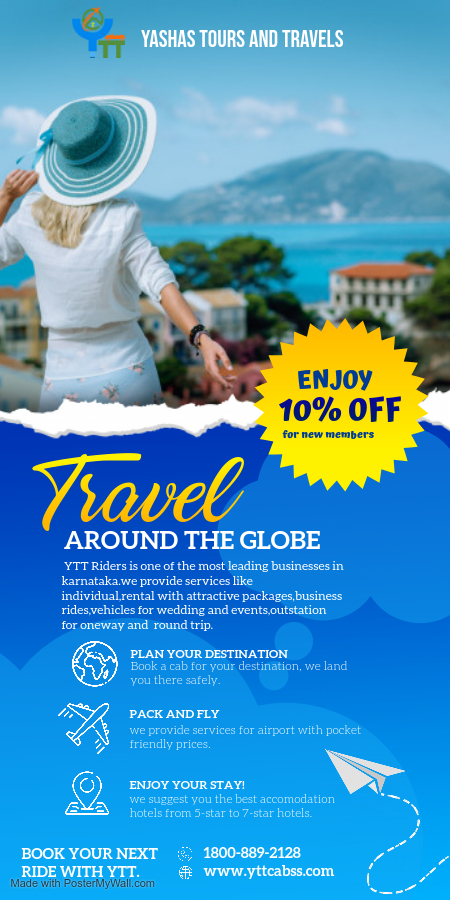 YTT
YASHAS TOURS AND TRAVELS
ENJOY
10% OFF
for new members
Travel
AROUND THE GLOBE
YTT Riders is one of the most leading businesses in
karnataka.we provide services like
individual,rental with attractive packages,business
rides,vehicles for wedding and events,outstation
for oneway and round trip.
PLAN YOUR DESTINATION
Book a cab for your destination, we land
you there safely.
PACK AND FLY
we provide services for airport with pocket
friendly prices.
ENJOY YOUR STAY!
we suggest you the best accomodation
hotels from 5-star to 7-star hotels.
BOOK YOUR NEXT
RIDE WITH YTT.
1800-889-2128
www.yttcabss.com
Made with PosterMyWall.com